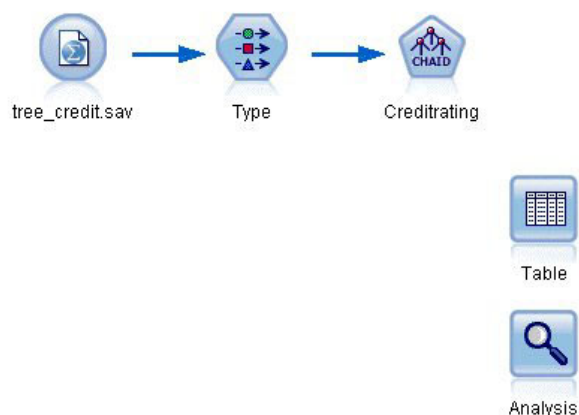 CHAID
tree_credit.sav
Type
Creditrating
Table
Analysis